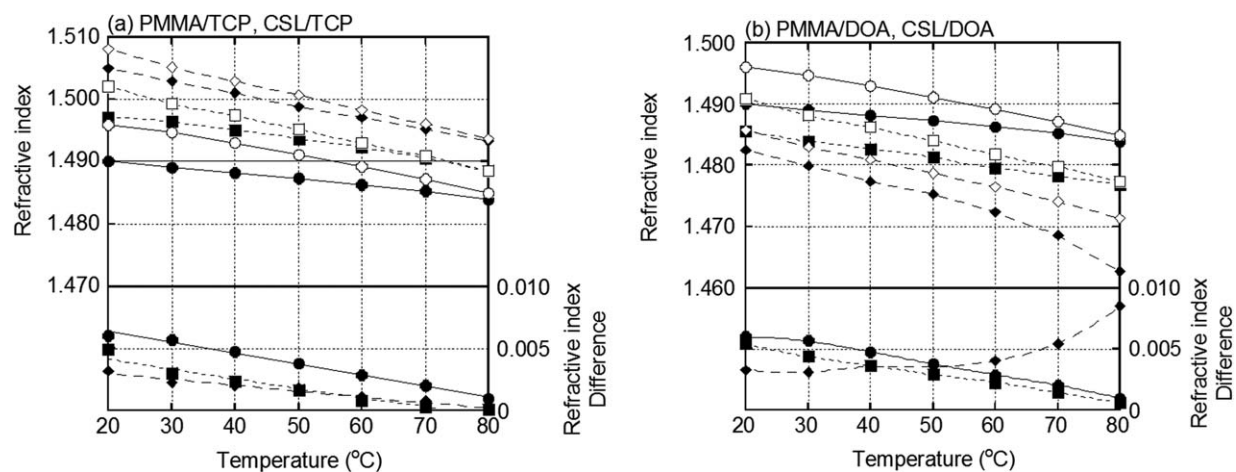 (a) PMMA/TCP, CSL/TCP
1.510
1.500
1.490
1.480
1.470
Refractive index
0.010
0.005
0
Refractive index
Difference
20 30 40 50 60 70 80
Temperature (°C)
(b) PMMA/DOA, CSL/DOA
1.500
1.490
1.480
1.470
1.460
Refractive index
0.010
0.005
0
Refractive index
Difference
20 30 40 50 60 70 80
Temperature (°C)